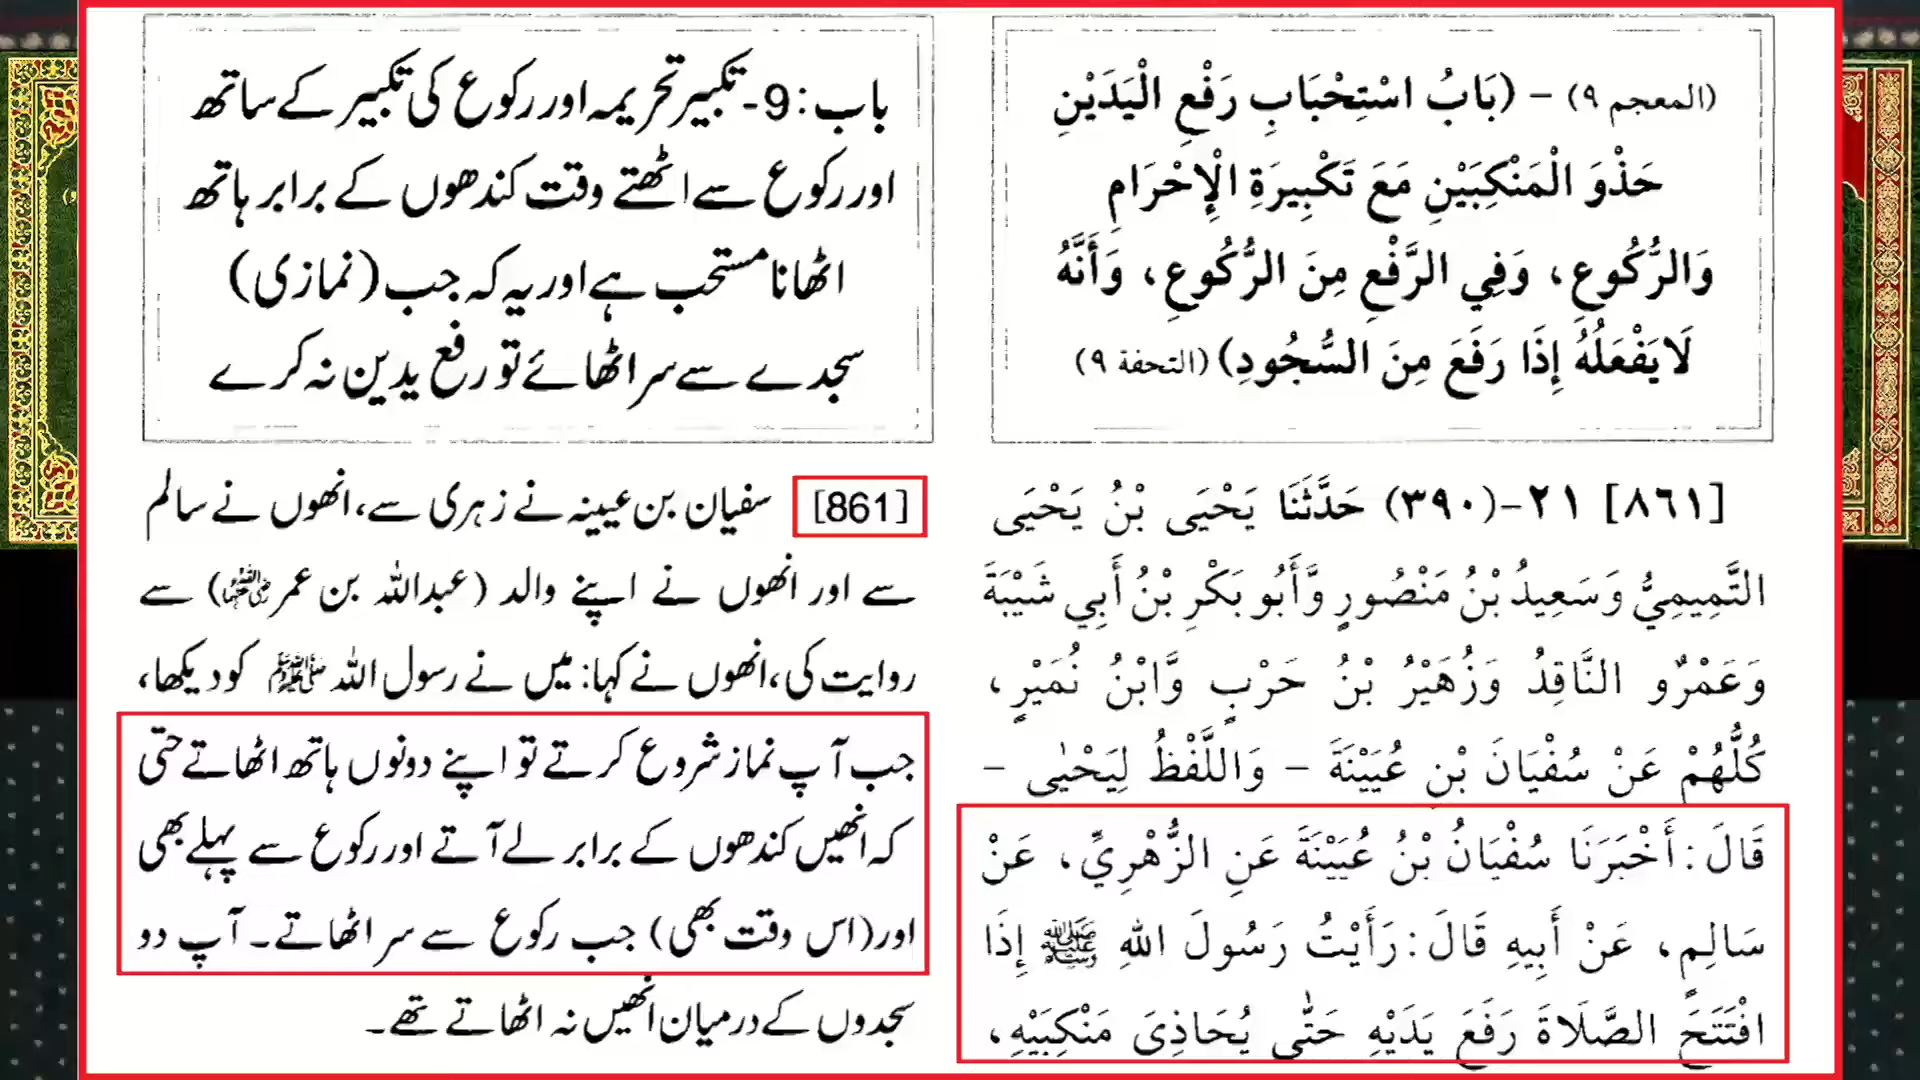 (المعجم ٩) – (بَابُ اسْتِحْبَابِ رَفْعِ الْيَدَيْنِ
حَذْوَ الْمَنْكِبَيْنِ مَعَ تَكْبِيرَةِ الْإِحْرَامِ
وَالرُّكُوعِ، وَفِي الرَّفْعِ مِنَ الرُّكُوعِ، وَأَنَّهُ
لَا يَفْعَلُهُ إِذَا رَفَعَ مِنَ السُّجُودِ) (التحفة ٩)
[٨٦١] ٢١-(٣٩٠) حَدَّثَنَا يَحْيَى بْنُ يَحْيَى
التَّمِيمِيُّ وَسَعِيدُ بْنُ مَنْصُورٍ وَّأَبُو بَكْرِ بْنُ أَبِي شَيْبَةَ
وَعَمْرٌو النَّاقِدُ وَزُهَيْرُ بْنُ حَرْبٍ وَّابْنُ نُمَيْرٍ،
كُلُّهُمْ عَنْ سُفْيَانَ بْنِ عُيَيْنَةَ – وَاللَّفْظُ لِيَحْيٰى –
قَالَ: أَخْبَرَنَا سُفْيَانُ بْنُ عُيَيْنَةَ عَنِ الزُّهْرِيِّ، عَنْ
سَالِمٍ، عَنْ أَبِيهِ قَالَ: رَأَيْتُ رَسُولَ اللهِ ﷺ إِذَا
افْتَتَحَ الصَّلَاةَ رَفَعَ يَدَيْهِ حَتّٰى يُحَاذِيَ مَنْكِبَيْهِ،
باب: 9- تکبیر تحریمہ اور رکوع کی تکبیر کے ساتھ
اور رکوع سے اٹھتے وقت کندھوں کے برابر ہاتھ
اٹھانا مستحب ہے اور یہ کہ جب (نمازی)
سجدے سے سر اٹھائے تو رفع یدین نہ کرے
[861] سفیان بن عیینہ نے زہری سے، انھوں نے سالم
سے اور انھوں نے اپنے والد (عبداللہ بن عمر رضی اللہ عنہما) سے
روایت کی، انھوں نے کہا: میں نے رسول اللہ ﷺ کو دیکھا،
جب آپ نماز شروع کرتے تو اپنے دونوں ہاتھ اٹھاتے حتی
کہ انھیں کندھوں کے برابر لے آتے اور رکوع سے پہلے بھی
اور (اس وقت بھی) جب رکوع سے سر اٹھاتے۔ آپ دو
سجدوں کے درمیان انھیں نہ اٹھاتے تھے۔